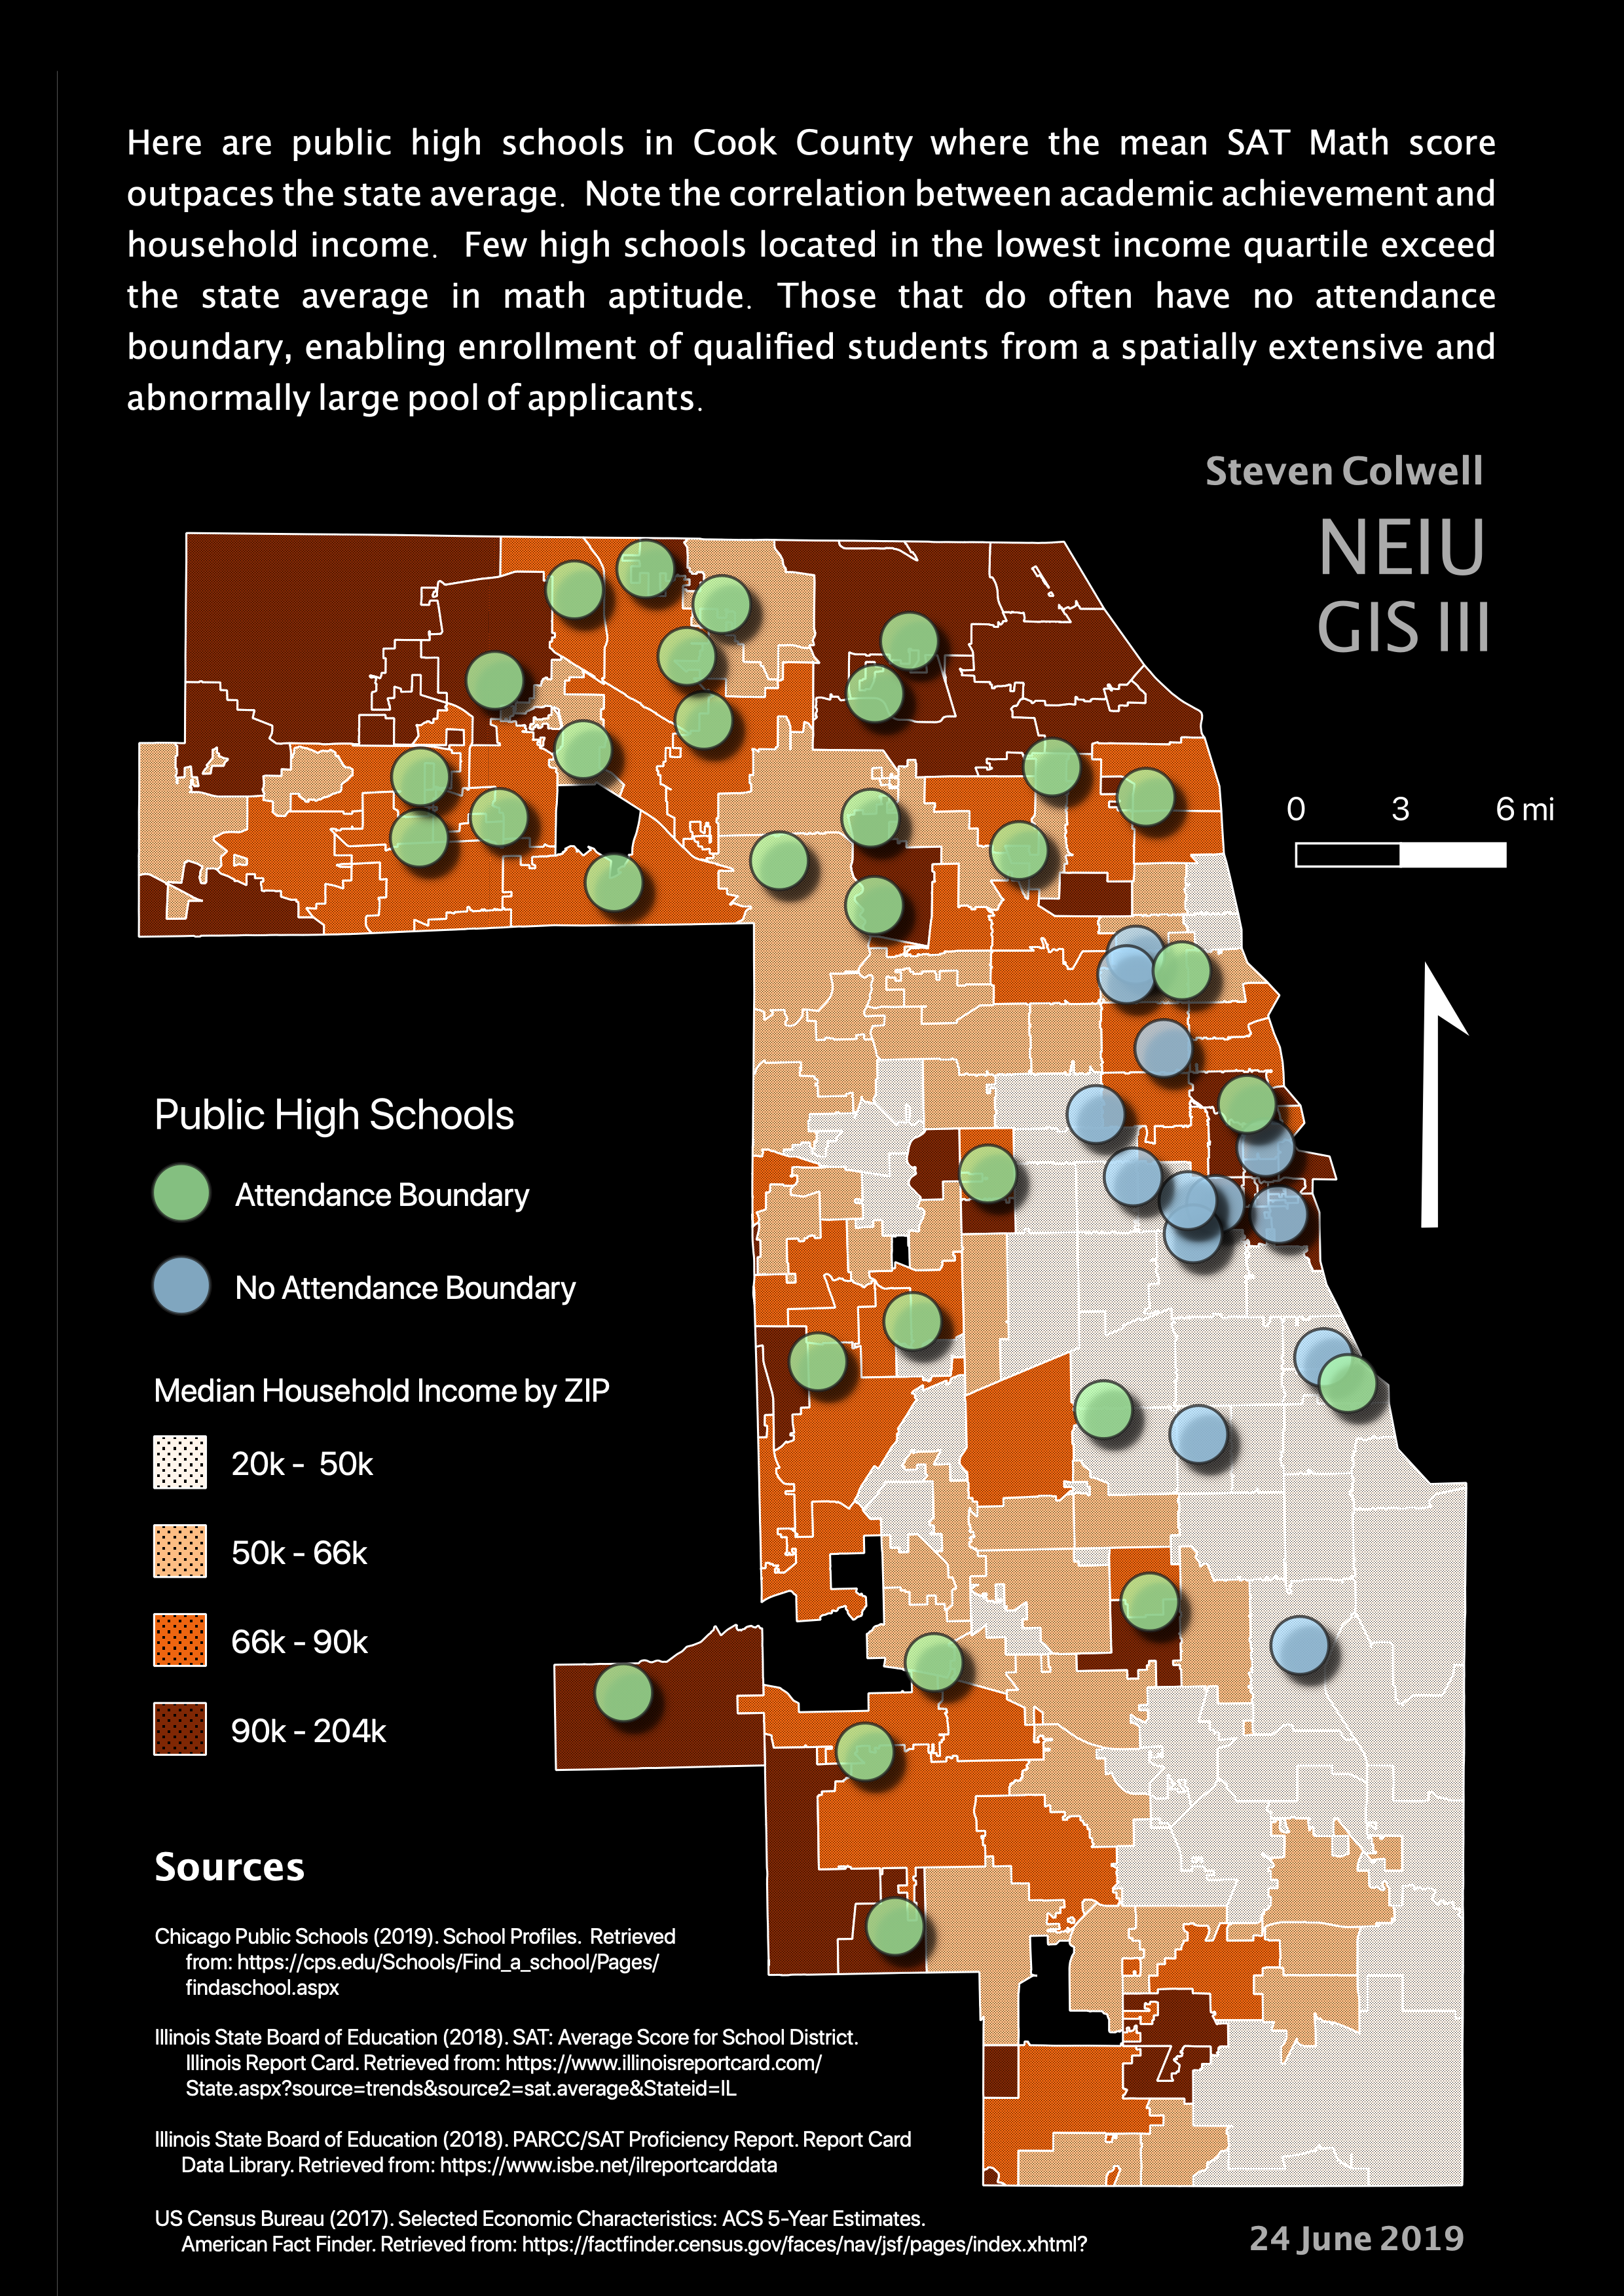 Here are public high schools in Cook County where the mean SAT Math score
outpaces the state average. Note the correlation between academic achievement and
household income. Few high schools located in the lowest income quartile exceed
the state average in math aptitude. Those that do often have no attendance
boundary, enabling enrollment of qualified students from a spatially extensive and
abnormally large pool of applicants.
Steven Colwell
NEIU
GIS III
0 3 6 mi
Public High Schools
Attendance Boundary
No Attendance Boundary
Median Household Income by ZIP
20k - 50k
50k - 66k
66k - 90k
90k - 204k
Sources
Chicago Public Schools (2019). School Profiles. Retrieved
from: https://cps.edu/Schools/Find_a_school/Pages/
findaschool.aspx
Illinois State Board of Education (2018). SAT: Average Score for School District.
Illinois Report Card. Retrieved from: https://www.illinoisreportcard.com/
State.aspx?source=trends&source2=sat.average&Stateid=IL
Illinois State Board of Education (2018). PARCC/SAT Proficiency Report. Report Card
Data Library. Retrieved from: https://www.isbe.net/ilreportcarddata
US Census Bureau (2017). Selected Economic Characteristics: ACS 5-Year Estimates.
American Fact Finder. Retrieved from: https://factfinder.census.gov/faces/nav/jsf/pages/index.xhtml?
24 June 2019